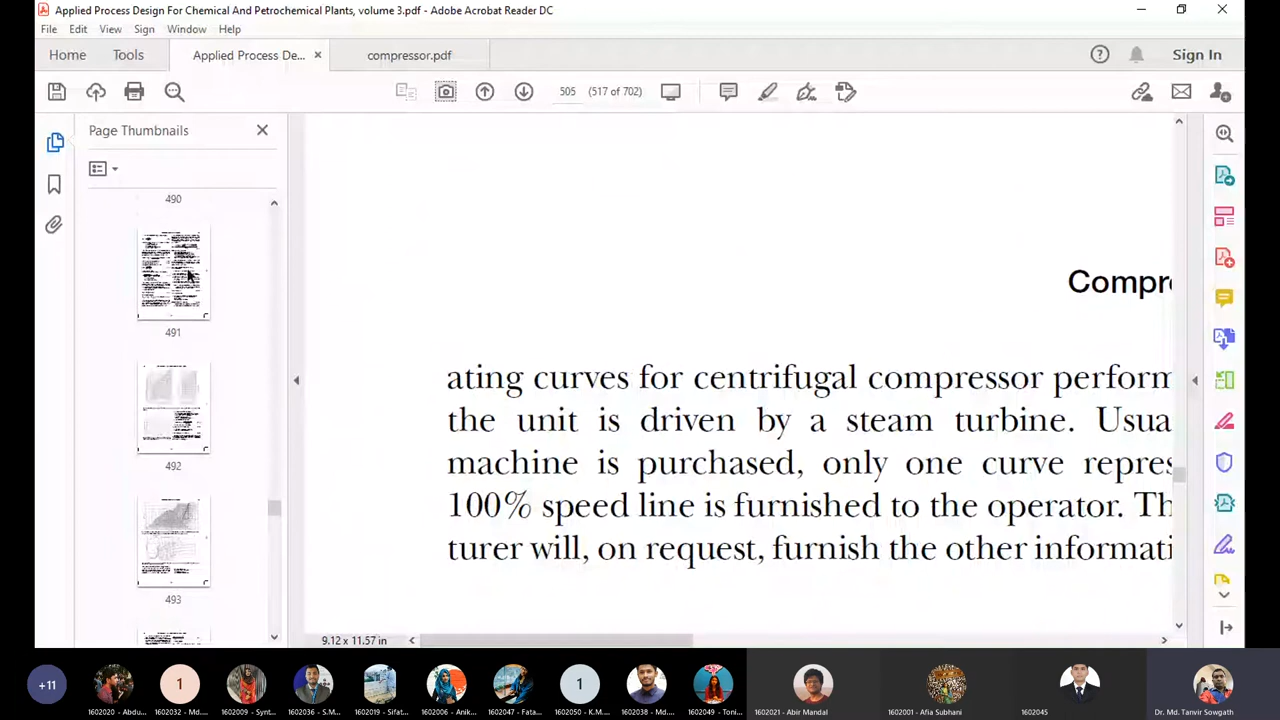 Applied Process Design For Chemical And Petrochemical Plants, volume 3.pdf - Adobe Acrobat Reader DC
File Edit View Sign Window Help
Home Tools Applied Process De... × compressor.pdf Sign In
505 (517 of 702)
Page Thumbnails
490
491
492
493
Compre
ating curves for centrifugal compressor perform
the unit is driven by a steam turbine. Usua
machine is purchased, only one curve repres
100% speed line is furnished to the operator. Th
turer will, on request, furnish the other informati
9.12 x 11.57 in
+11 1 1
1602020 - Abdu... 1602032 - Md.... 1602009 - Synt... 1602036 - S.M... 1602019 - Sifat... 1602006 - Anik... 1602047 - Fata... 1602050 - K.M... 1602038 - Md.... 1602049 - Toni... 1602021 - Abir Mandal 1602001 - Afia Subhani 1602045 Dr. Md. Tanvir Sowgath